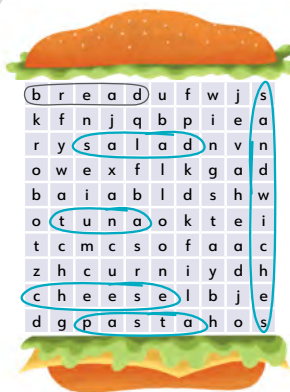 b r e a d u f w j s
k f n j q b p i e a
r y s a l a d n v n
o w e x f l k g a d
b a i a b l d s h w
o t u n a o k t e i
t c m c s o f a a c
z h c u r n i y d h
c h e e s e l b j e
d g p a s t a h o s